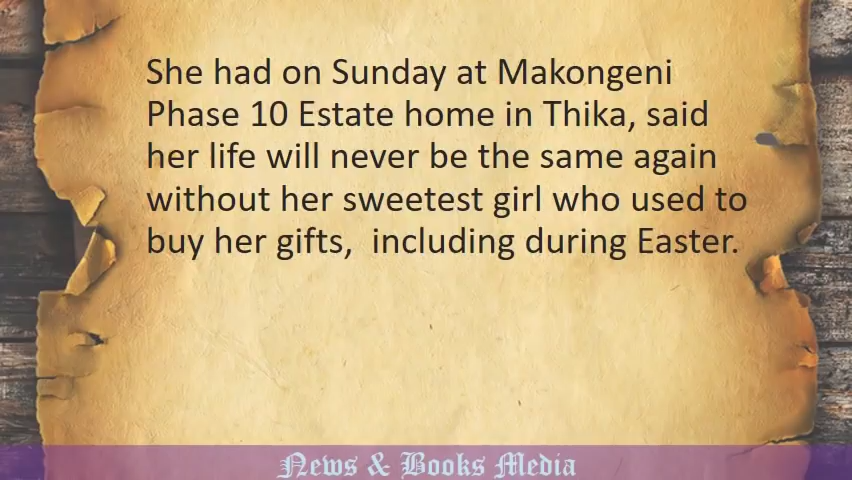 She had on Sunday at Makongeni
Phase 10 Estate home in Thika, said
her life will never be the same again
without her sweetest girl who used to
buy her gifts,  including during Easter.
News & Books Media